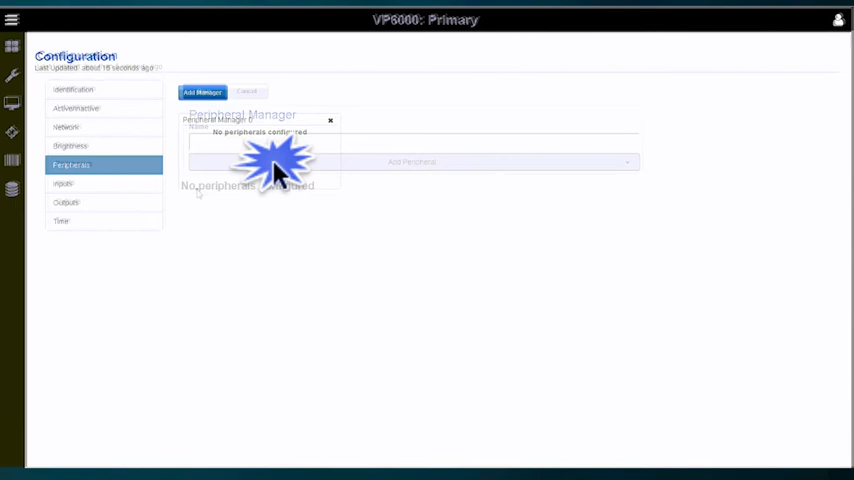 VP6000: Primary
Configuration
Last Updated: about 15 seconds ago
Identification
Active/Inactive
Network
Brightness
Peripherals
Inputs
Outputs
Time
Add Manager
Cancel
Peripheral Manager
Peripheral Manager 0
Name
No peripherals configured
Add Peripheral
No peripherals configured